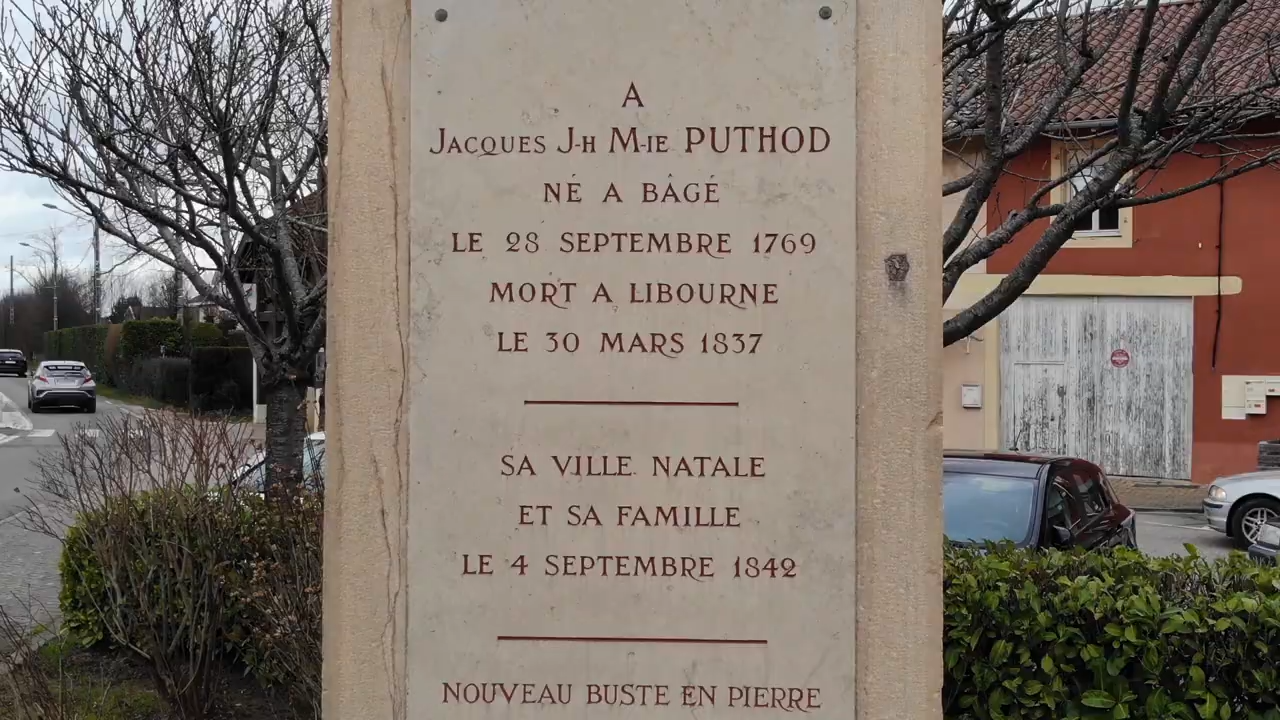 A
Jacques J-h M-ie PUTHOD
NÉ A BÂGÉ
LE 28 SEPTEMBRE 1769
MORT A LIBOURNE
LE 30 MARS 1837
SA VILLE NATALE
ET SA FAMILLE
LE 4 SEPTEMBRE 1842
NOUVEAU BUSTE EN PIERRE